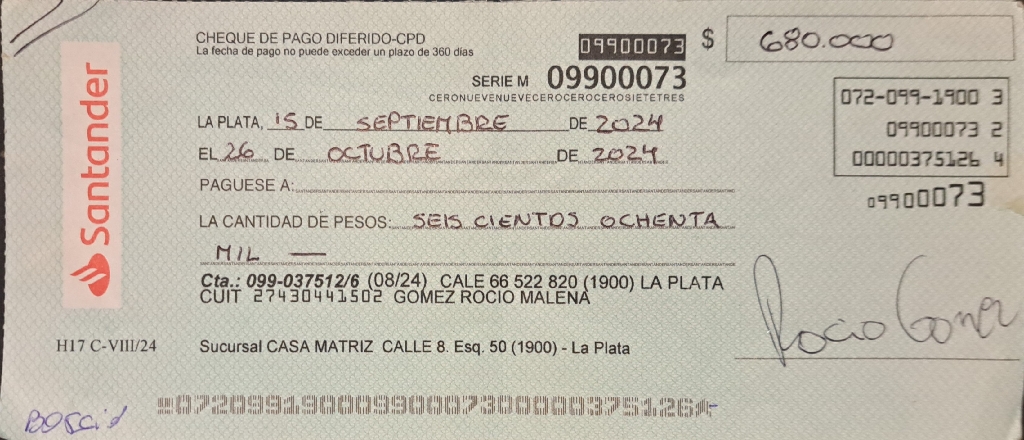 CHEQUE DE PAGO DIFERIDO-CPD
La fecha de pago no puede exceder un plazo de 360 días
09900073 $ 680.000
SERIE M 09900073
CERONUEVENUEVECEROCEROCEROSIETETRES
072-099-1900 3
09900073 2
00000375126 4
09900073
LA PLATA, 15 DE SEPTIEMBRE DE 2024
EL 26 DE OCTUBRE DE 2024
PAGUESE A:
LA CANTIDAD DE PESOS: SEIS CIENTOS OCHENTA
MIL —
Cta.: 099-037512/6 (08/24) CALE 66 522 820 (1900) LA PLATA
CUIT 27430441502 GOMEZ ROCIO MALENA
Santander
Rocio Gomez
H17 C-VIII/24
Sucursal CASA MATRIZ CALLE 8. Esq. 50 (1900) - La Plata
072099190009900073000003751264